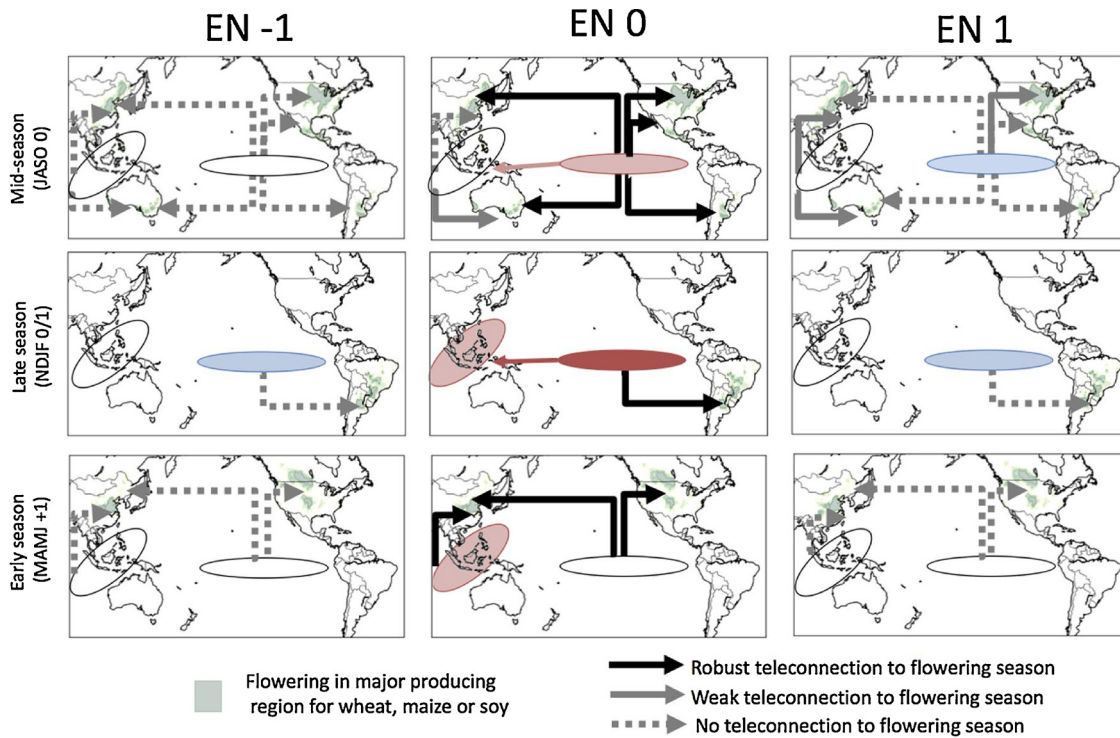 EN -1
EN 0
EN 1
Mid-season
(JASO 0)
Late season
(NDJF 0/1)
Early season
(MAMJ +1)
Flowering in major producing
region for wheat, maize or soy
Robust teleconnection to flowering season
Weak teleconnection to flowering season
No teleconnection to flowering season